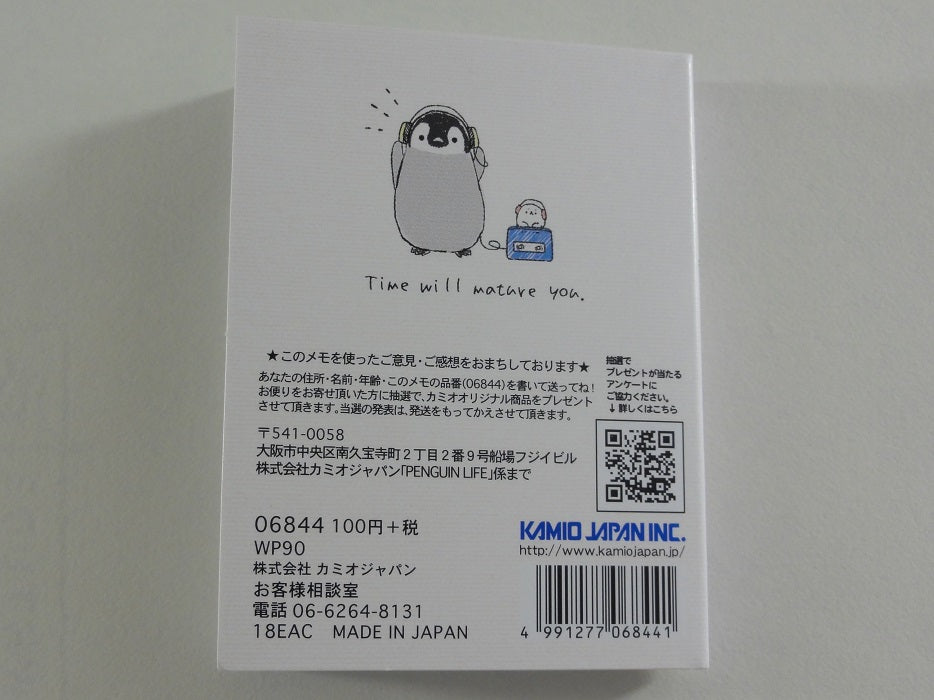 Time will mature you.
★このメモを使ったご意見・ご感想をおまちしております★
あなたの住所・名前・年齢・このメモの品番(06844)を書いて送ってね!
お便りをお寄せ頂いた方に抽選で、カミオオリジナル商品をプレゼント
させて頂きます。当選の発表は、発送をもってかえさせて頂きます。
〒541-0058
大阪市中央区南久宝寺町2丁目2番9号船場フジイビル
株式会社カミオジャパン「PENGUIN LIFE」係まで
抽選で
プレゼントが当たる
アンケートに
ご協力ください。
↓詳しくはこちら
06844 100円+税
WP90
株式会社 カミオジャパン
お客様相談室
電話 06-6264-8131
18EAC MADE IN JAPAN
KAMIO JAPAN INC.
http://www.kamiojapan.jp/
4 991277 068441